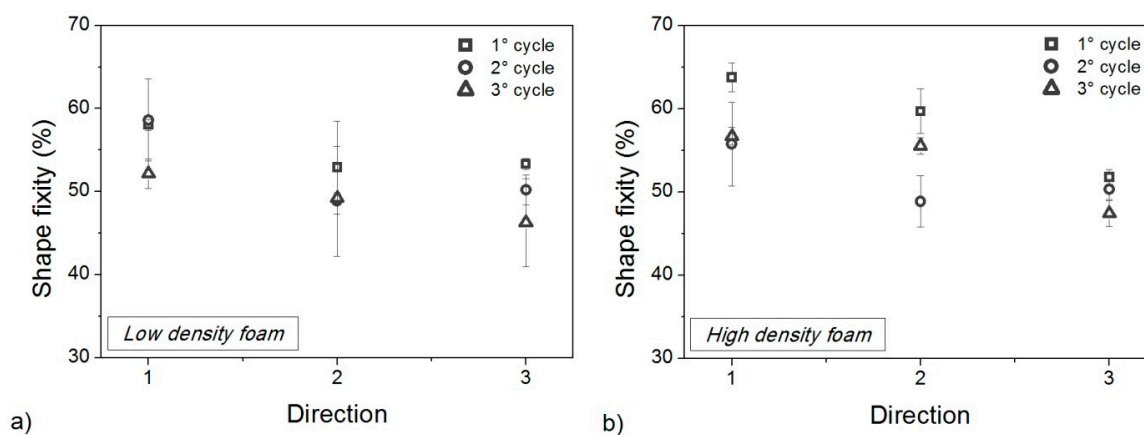 70
60
50
40
30
Shape fixity (%)
1° cycle
2° cycle
3° cycle
Low density foam
1 2 3
Direction
a)
70
60
50
40
30
Shape fixity (%)
1° cycle
2° cycle
3° cycle
High density foam
1 2 3
Direction
b)